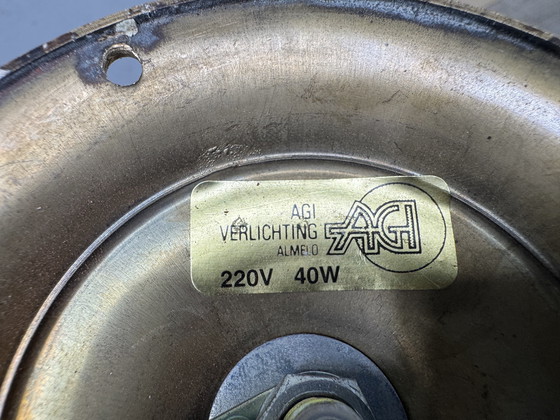 AGI
VERLICHTING
ALMELO
AGI
220V 40W